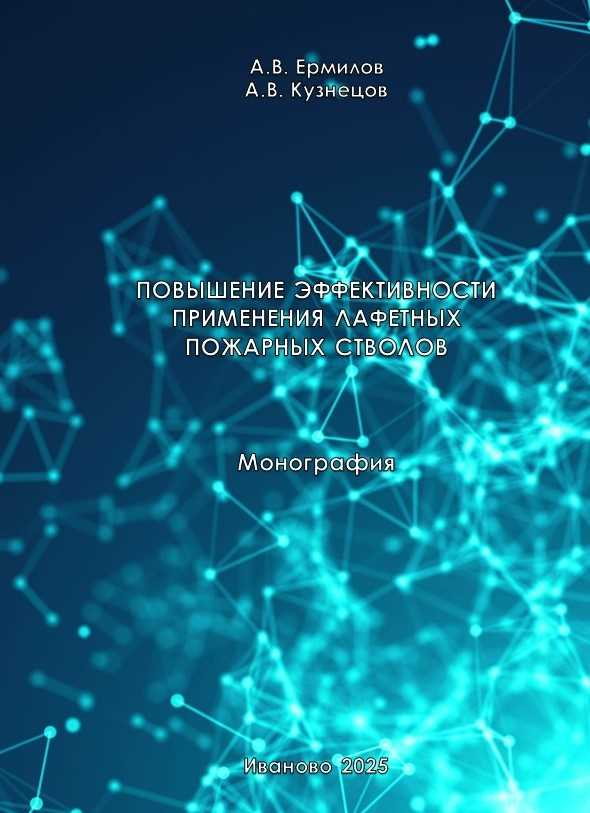 А.В. Ермилов
А.В. Кузнецов
ПОВЫШЕНИЕ ЭФФЕКТИВНОСТИ
ПРИМЕНЕНИЯ ЛАФЕТНЫХ
ПОЖАРНЫХ СТВОЛОВ
Монография
Иваново 2025